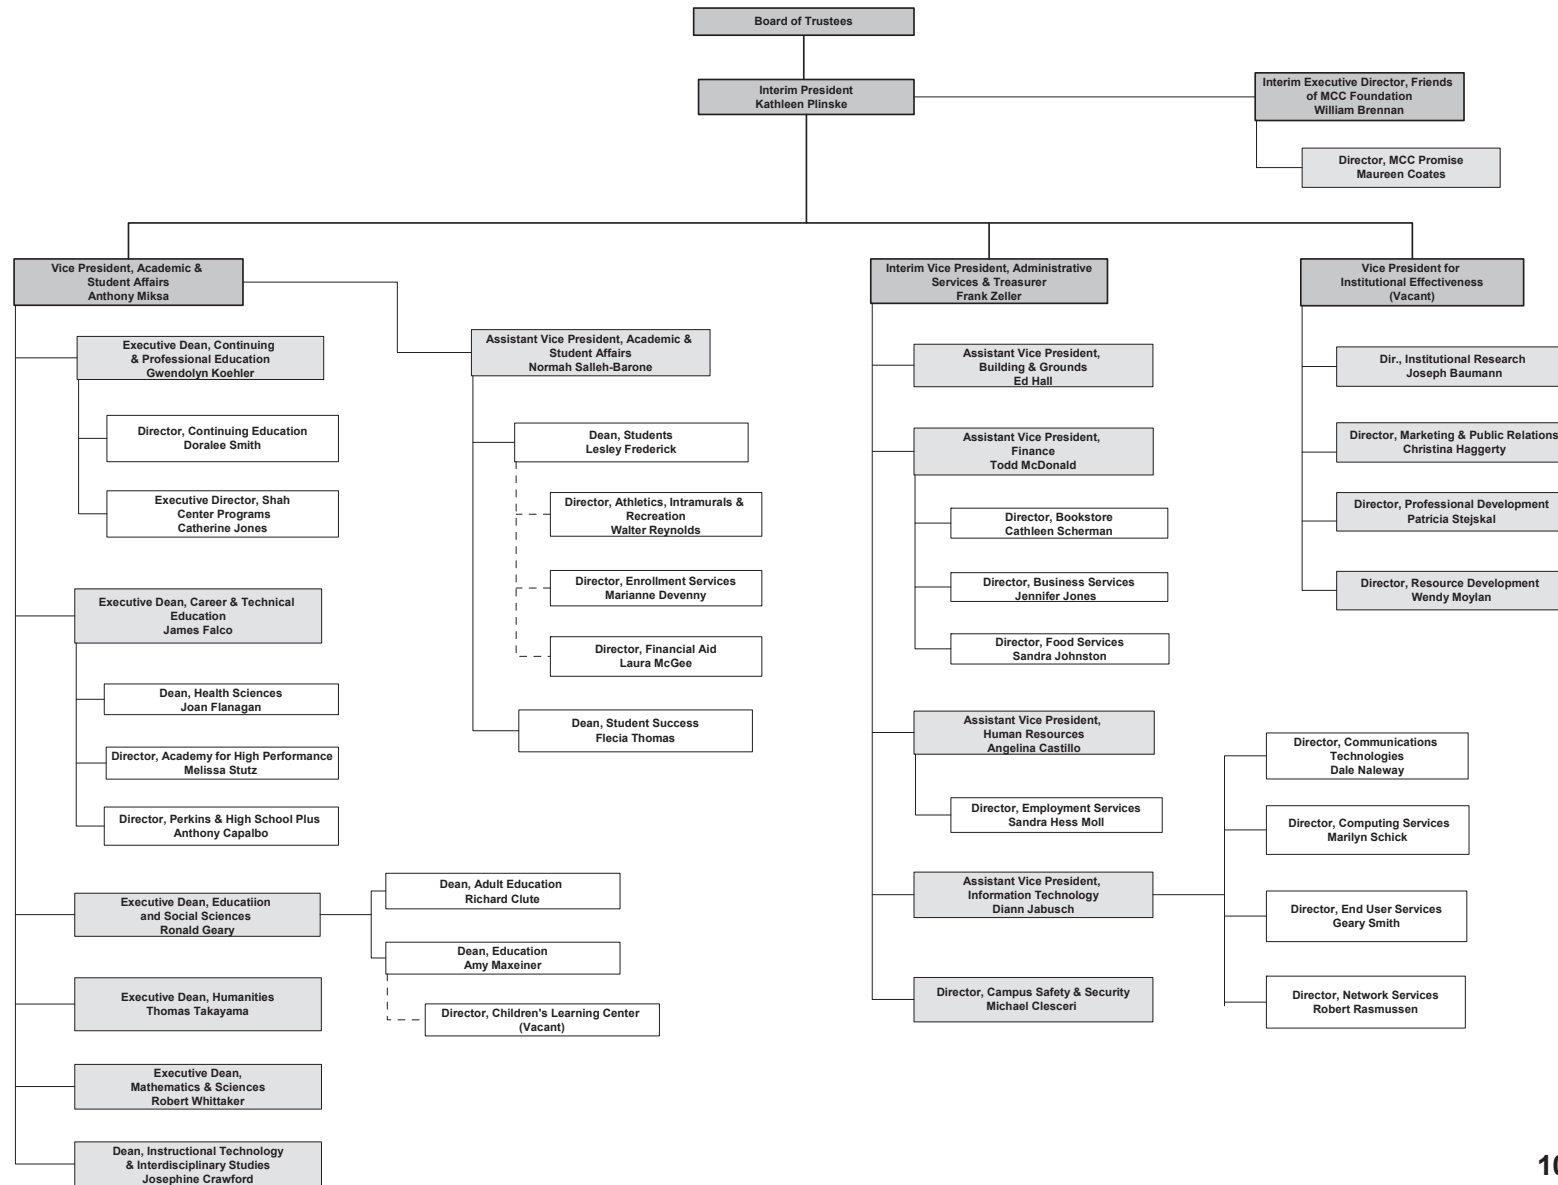 Board of Trustees
Interim President
Kathleen Plinske
Interim Executive Director, Friends
of MCC Foundation
William Brennan
Director, MCC Promise
Maureen Coates
Vice President, Academic &
Student Affairs
Anthony Miksa
Executive Dean, Continuing
& Professional Education
Gwendolyn Koehler
Director, Continuing Education
Doralee Smith
Executive Director, Shah
Center Programs
Catherine Jones
Executive Dean, Career & Technical
Education
James Falco
Dean, Health Sciences
Joan Flanagan
Director, Academy for High Performance
Melissa Stutz
Director, Perkins & High School Plus
Anthony Capalbo
Executive Dean, Educatiion
and Social Sciences
Ronald Geary
Dean, Adult Education
Richard Clute
Dean, Education
Amy Maxeiner
Director, Children's Learning Center
(Vacant)
Executive Dean, Humanities
Thomas Takayama
Executive Dean,
Mathematics & Sciences
Robert Whittaker
Dean, Instructional Technology
& Interdisciplinary Studies
Josephine Crawford
Assistant Vice President, Academic &
Student Affairs
Normah Salleh-Barone
Dean, Students
Lesley Frederick
Director, Athletics, Intramurals &
Recreation
Walter Reynolds
Director, Enrollment Services
Marianne Devenny
Director, Financial Aid
Laura McGee
Dean, Student Success
Flecia Thomas
Interim Vice President, Administrative
Services & Treasurer
Frank Zeller
Assistant Vice President,
Building & Grounds
Ed Hall
Assistant Vice President,
Finance
Todd McDonald
Director, Bookstore
Cathleen Scherman
Director, Business Services
Jennifer Jones
Director, Food Services
Sandra Johnston
Assistant Vice President,
Human Resources
Angelina Castillo
Director, Employment Services
Sandra Hess Moll
Assistant Vice President,
Information Technology
Diann Jabusch
Director, Communications
Technologies
Dale Naleway
Director, Computing Services
Marilyn Schick
Director, End User Services
Geary Smith
Director, Network Services
Robert Rasmussen
Director, Campus Safety & Security
Michael Clesceri
Vice President for
Institutional Effectiveness
(Vacant)
Dir., Institutional Research
Joseph Baumann
Director, Marketing & Public Relations
Christina Haggerty
Director, Professional Development
Patricia Stejskal
Director, Resource Development
Wendy Moylan
10